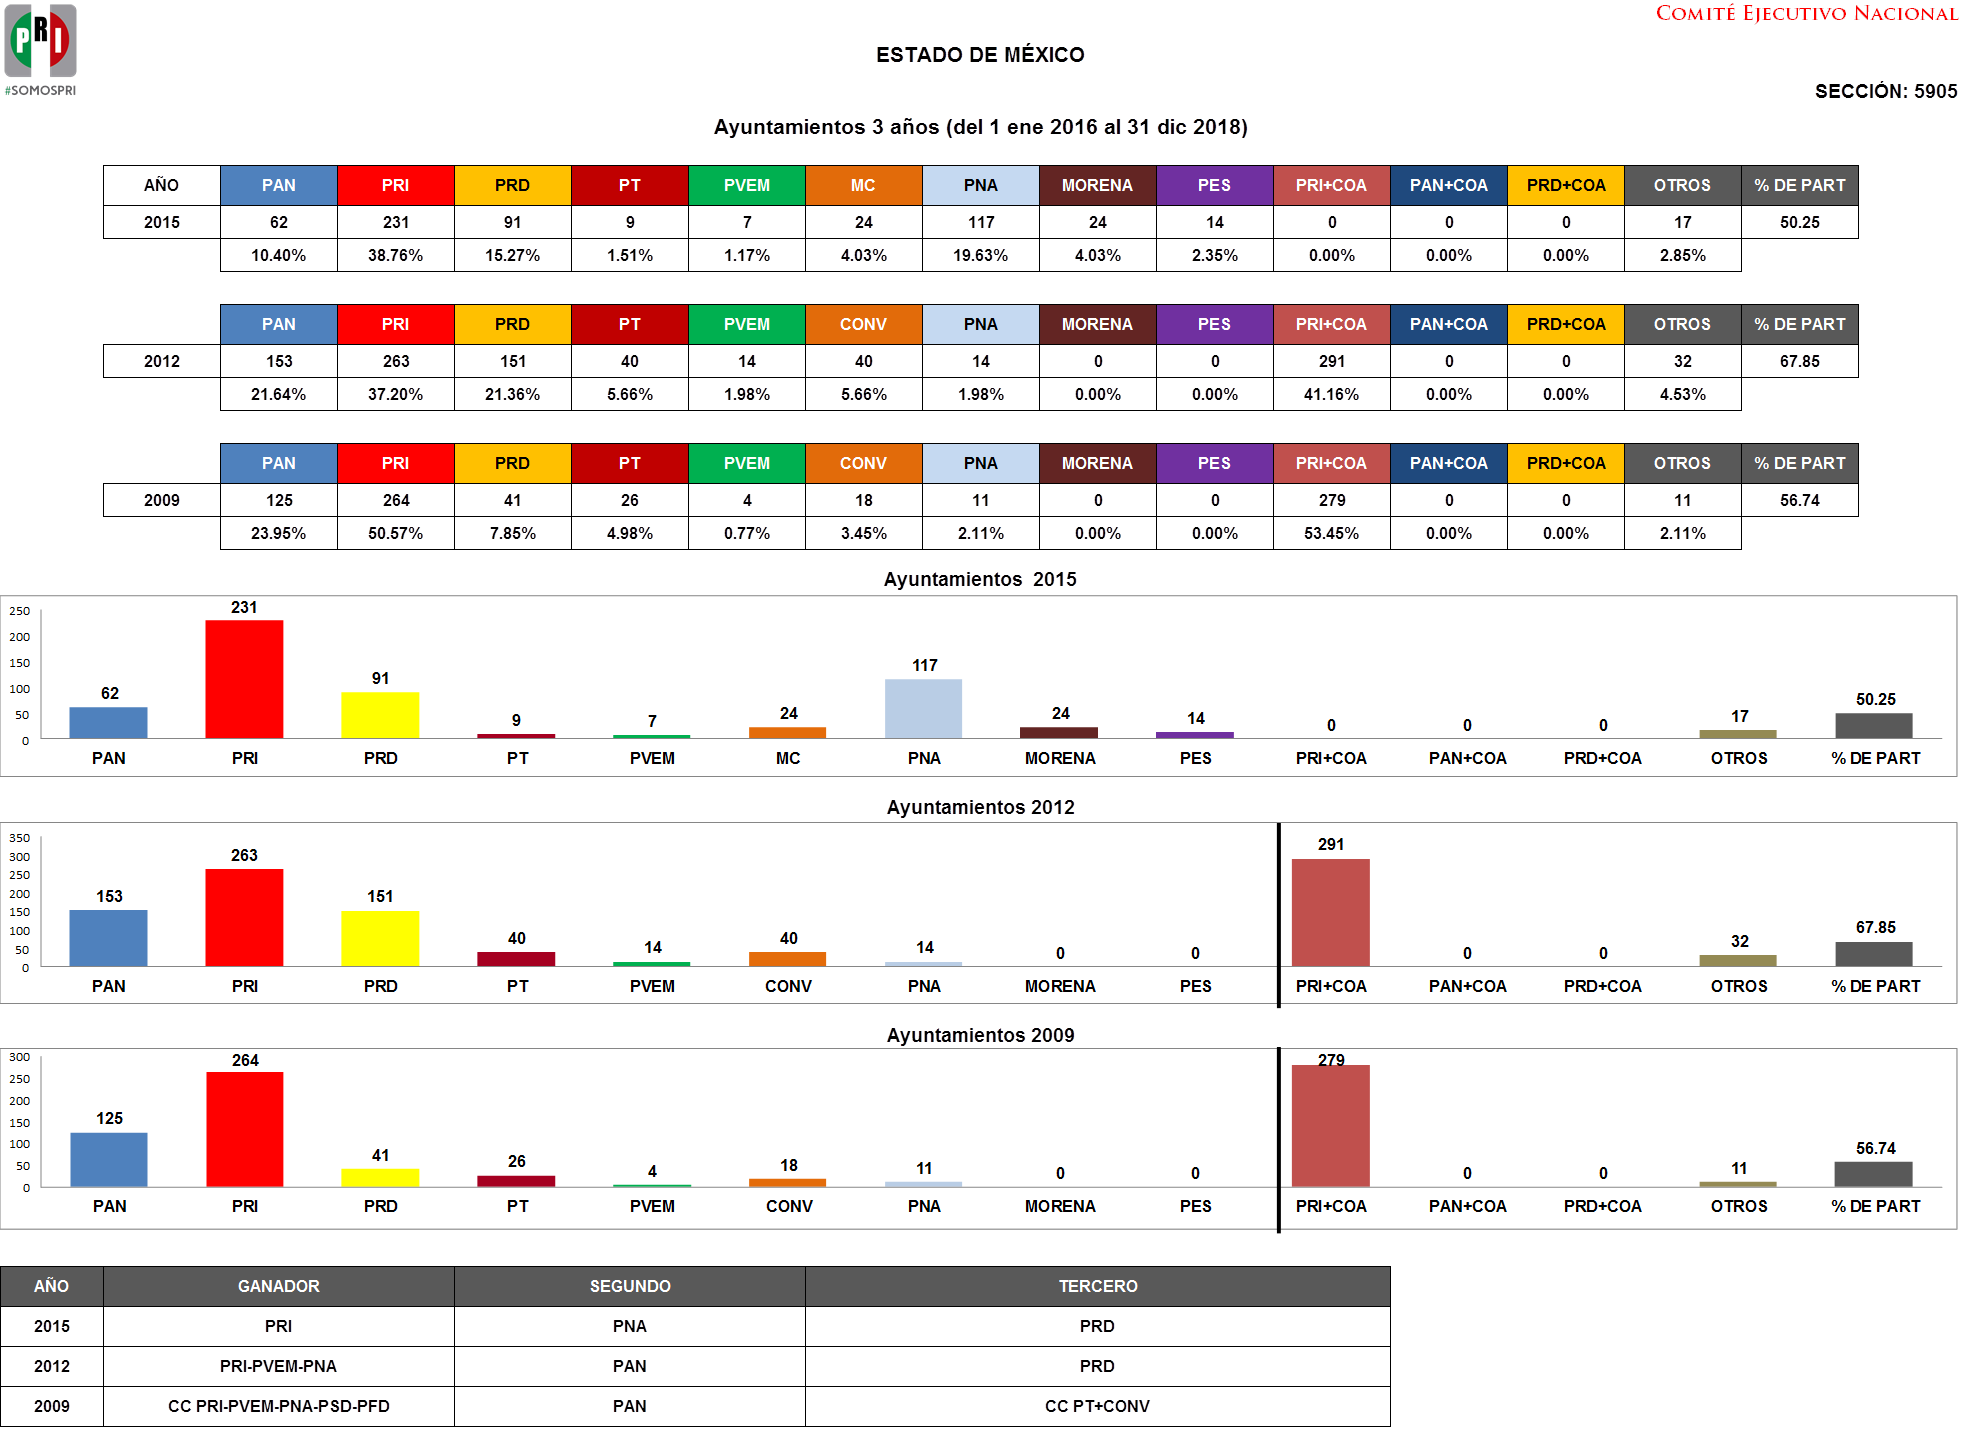 PRI
#SOMOSPRI
COMITÉ EJECUTIVO NACIONAL
ESTADO DE MÉXICO
SECCIÓN: 5905
Ayuntamientos 3 años (del 1 ene 2016 al 31 dic 2018)
AÑO PAN PRI PRD PT PVEM MC PNA MORENA PES PRI+COA PAN+COA PRD+COA OTROS % DE PART
2015 62 231 91 9 7 24 117 24 14 0 0 0 17 50.25
10.40% 38.76% 15.27% 1.51% 1.17% 4.03% 19.63% 4.03% 2.35% 0.00% 0.00% 0.00% 2.85%
PAN PRI PRD PT PVEM CONV PNA MORENA PES PRI+COA PAN+COA PRD+COA OTROS % DE PART
2012 153 263 151 40 14 40 14 0 0 291 0 0 32 67.85
21.64% 37.20% 21.36% 5.66% 1.98% 5.66% 1.98% 0.00% 0.00% 41.16% 0.00% 0.00% 4.53%
PAN PRI PRD PT PVEM CONV PNA MORENA PES PRI+COA PAN+COA PRD+COA OTROS % DE PART
2009 125 264 41 26 4 18 11 0 0 279 0 0 11 56.74
23.95% 50.57% 7.85% 4.98% 0.77% 3.45% 2.11% 0.00% 0.00% 53.45% 0.00% 0.00% 2.11%
Ayuntamientos 2015
250
200
150
100
50
0
62 231 91 9 7 24 117 24 14 0 0 0 17 50.25
PAN PRI PRD PT PVEM MC PNA MORENA PES PRI+COA PAN+COA PRD+COA OTROS % DE PART
Ayuntamientos 2012
350
300
250
200
150
100
50
0
153 263 151 40 14 40 14 0 0 291 0 0 32 67.85
PAN PRI PRD PT PVEM CONV PNA MORENA PES PRI+COA PAN+COA PRD+COA OTROS % DE PART
Ayuntamientos 2009
300
250
200
150
100
50
0
125 264 41 26 4 18 11 0 0 279 0 0 11 56.74
PAN PRI PRD PT PVEM CONV PNA MORENA PES PRI+COA PAN+COA PRD+COA OTROS % DE PART
AÑO GANADOR SEGUNDO TERCERO
2015 PRI PNA PRD
2012 PRI-PVEM-PNA PAN PRD
2009 CC PRI-PVEM-PNA-PSD-PFD PAN CC PT+CONV